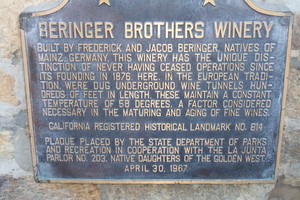 BERINGER BROTHERS WINERY
BUILT BY FREDERICK AND JACOB BERINGER, NATIVES OF
MAINZ, GERMANY, THIS WINERY HAS THE UNIQUE DIS-
TINCTION OF NEVER HAVING CEASED OPERATIONS SINCE
ITS FOUNDING IN 1876. HERE, IN THE EUROPEAN TRADI-
TION, WERE DUG UNDERGROUND WINE TUNNELS HUN-
DREDS OF FEET IN LENGTH. THESE MAINTAIN A CONSTANT
TEMPERATURE OF 58 DEGREES, A FACTOR CONSIDERED
NECESSARY IN THE MATURING AND AGING OF FINE WINES.
CALIFORNIA REGISTERED HISTORICAL LANDMARK NO. 814
PLAQUE PLACED BY THE STATE DEPARTMENT OF PARKS
AND RECREATION IN COOPERATION WITH THE LA JUNTA
PARLOR NO. 203, NATIVE DAUGHTERS OF THE GOLDEN WEST.
APRIL 30, 1967